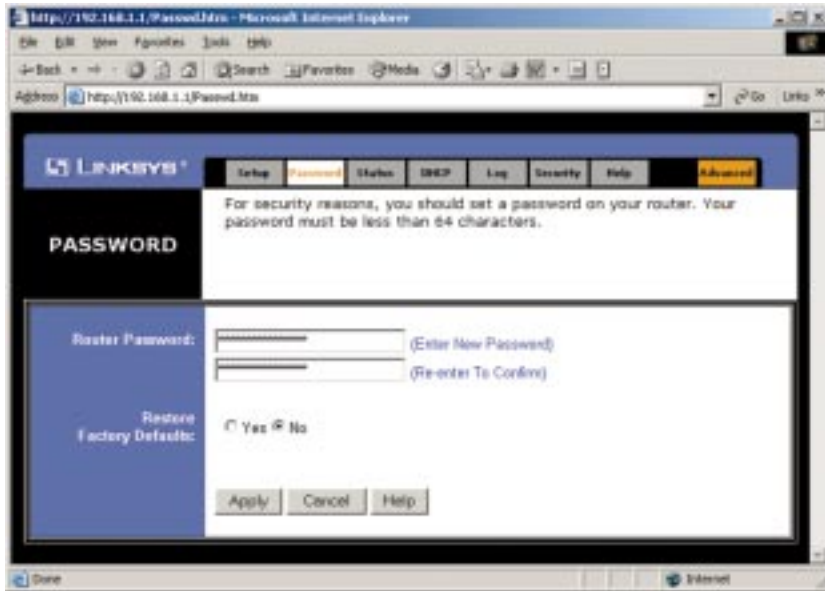 http://192.168.1.1/Passwd.htm - Microsoft Internet Explorer
File Edit View Favorites Tools Help
Back Search Favorites Media
Address http://192.168.1.1/Passwd.htm Go Links »
LINKSYS®
Setup Password Status DHCP Log Security Help Advanced
PASSWORD
For security reasons, you should set a password on your router. Your
password must be less than 64 characters.
Router Password:
(Enter New Password)
(Re-enter To Confirm)
Restore
Factory Defaults:
Yes No
Apply Cancel Help
Done Internet